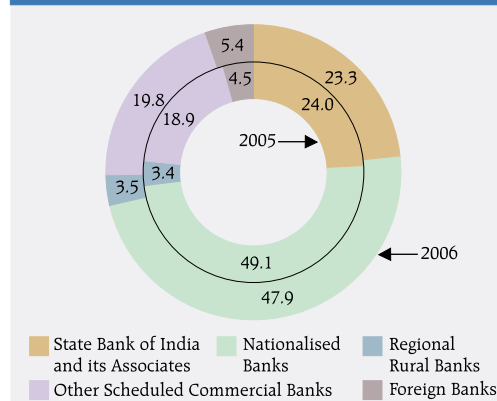 5.4
4.5
23.3
24.0
19.8
18.9
2005
3.5
3.4
2006
49.1
47.9
State Bank of India
and its Associates
Nationalised
Banks
Regional
Rural Banks
Other Scheduled Commercial Banks
Foreign Banks